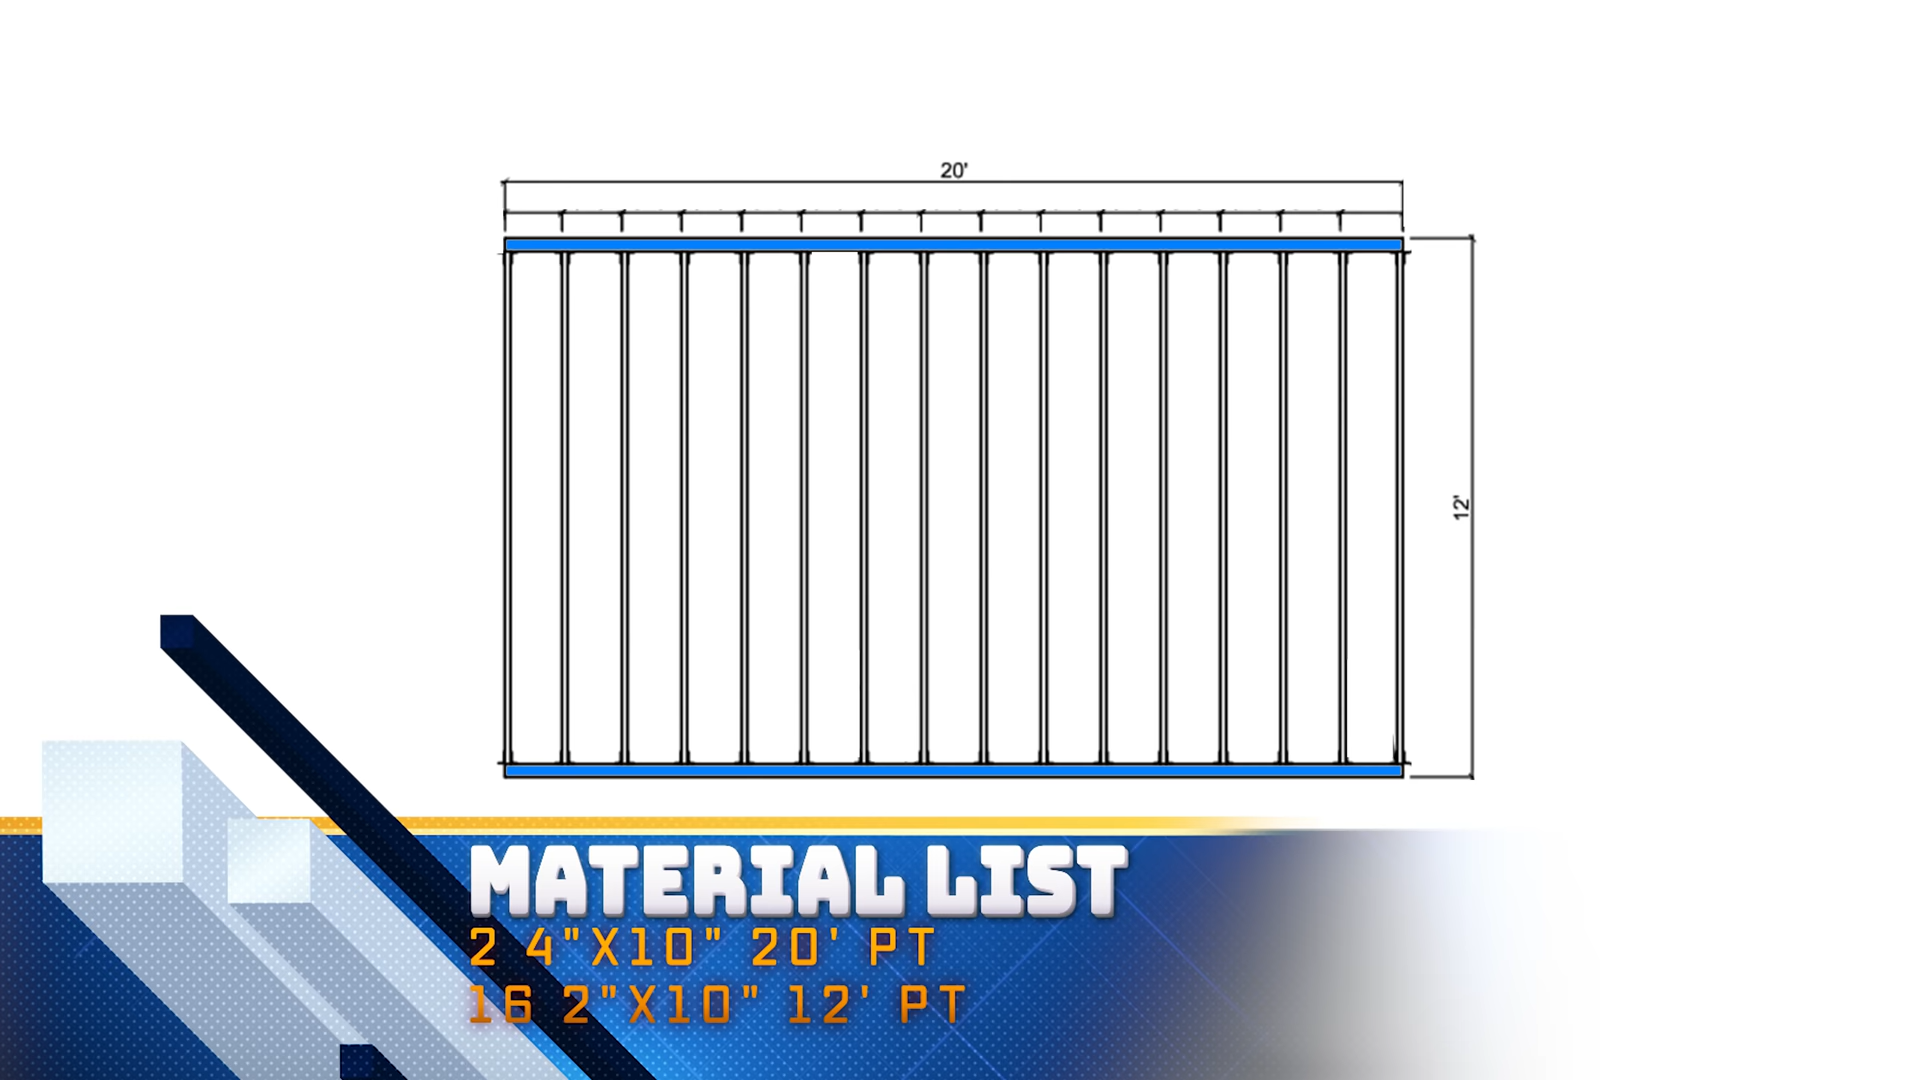 20'
12'
MATERIAL LIST
2 4"X10" 20' PT
16 2"X10" 12' PT